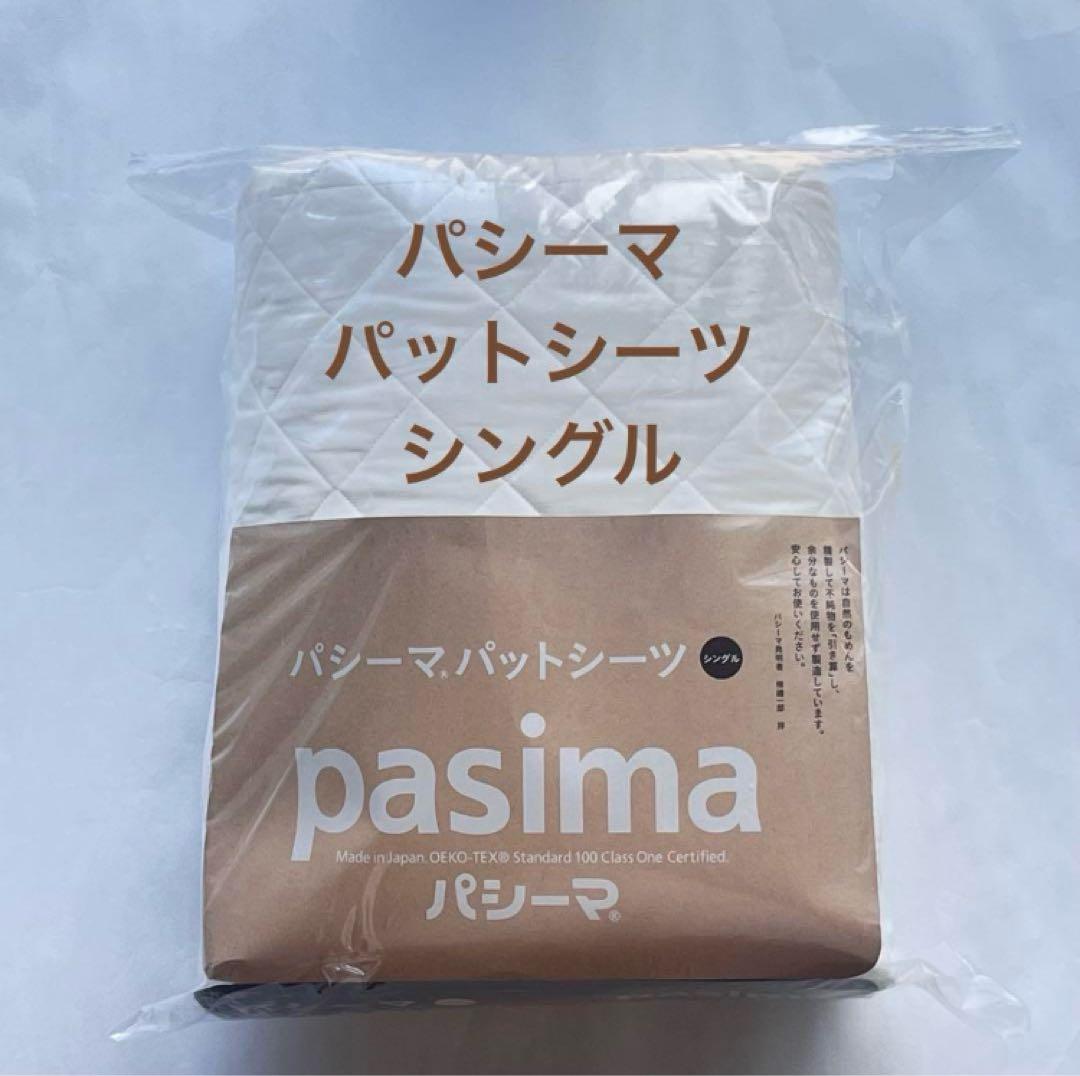 パシーマ
パットシーツ
シングル
パシーマは自然のもめんを
精製して不純物を「引き算」し、
余分なものを使用せず製造しています。
安心してお使いください。
パシーマ発明者
パシーマ®パットシーツ シングル
pasima
Made in Japan. OEKO-TEX® Standard 100 Class One Certified.
パシーマ®